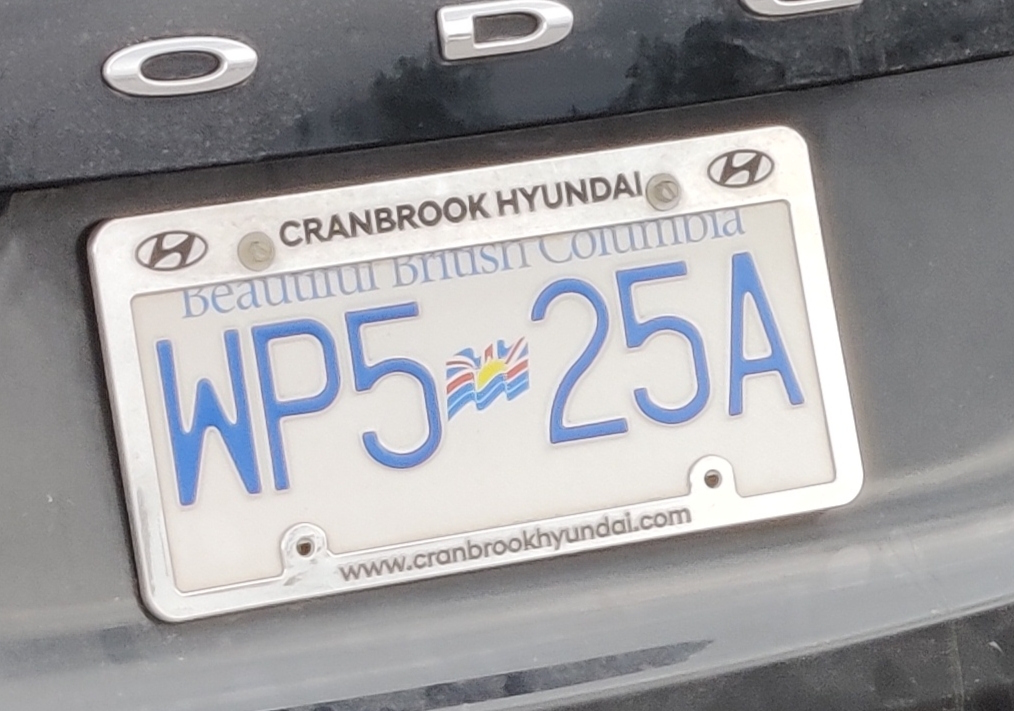 O D
CRANBROOK HYUNDAI
Beautiful British Columbia
WP5 25A
www.cranbrookhyundai.com